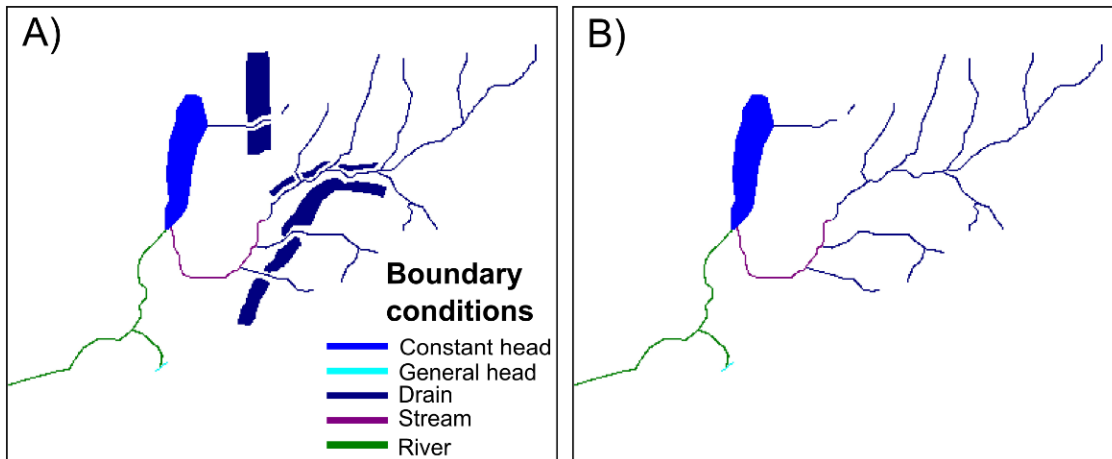 A)
B)
Boundary
conditions
Constant head
General head
Drain
Stream
River